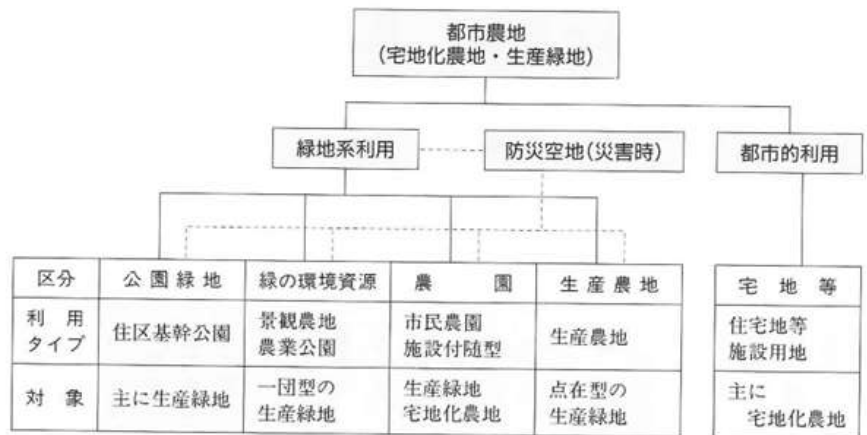 都市農地
(宅地化農地・生産緑地)
緑地系利用
防災空地(災害時)
都市的利用
区分 公園緑地 緑の環境資源 農園 生産農地 宅地等
利用タイプ
住区基幹公園
景観農地
農業公園
市民農園
施設付随型
生産農地
住宅地等
施設用地
対象
主に生産緑地
一団型の
生産緑地
生産緑地
宅地化農地
点在型の
生産緑地
主に
宅地化農地